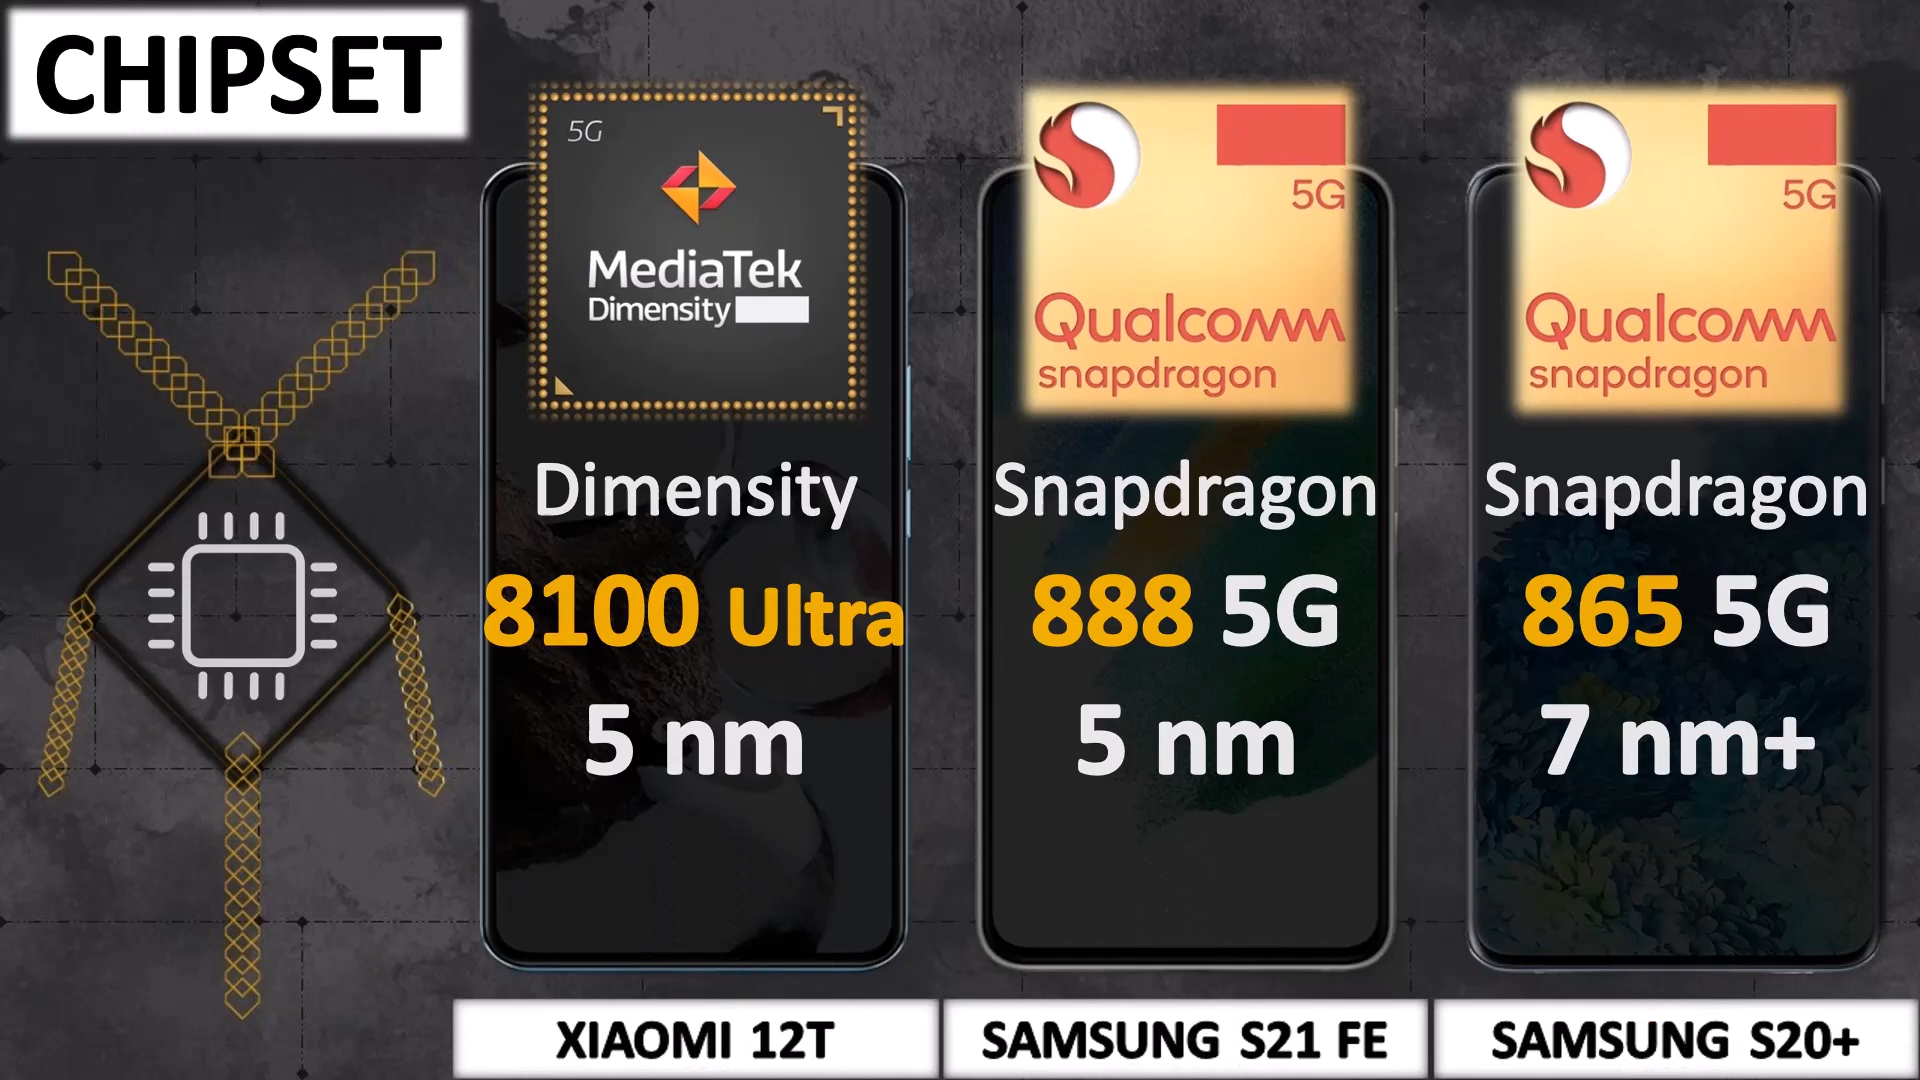 CHIPSET
5G
MediaTek
Dimensity
Dimensity
8100 Ultra
5 nm
XIAOMI 12T
5G
Qualcomm
snapdragon
Snapdragon
888 5G
5 nm
SAMSUNG S21 FE
5G
Qualcomm
snapdragon
Snapdragon
865 5G
7 nm+
SAMSUNG S20+